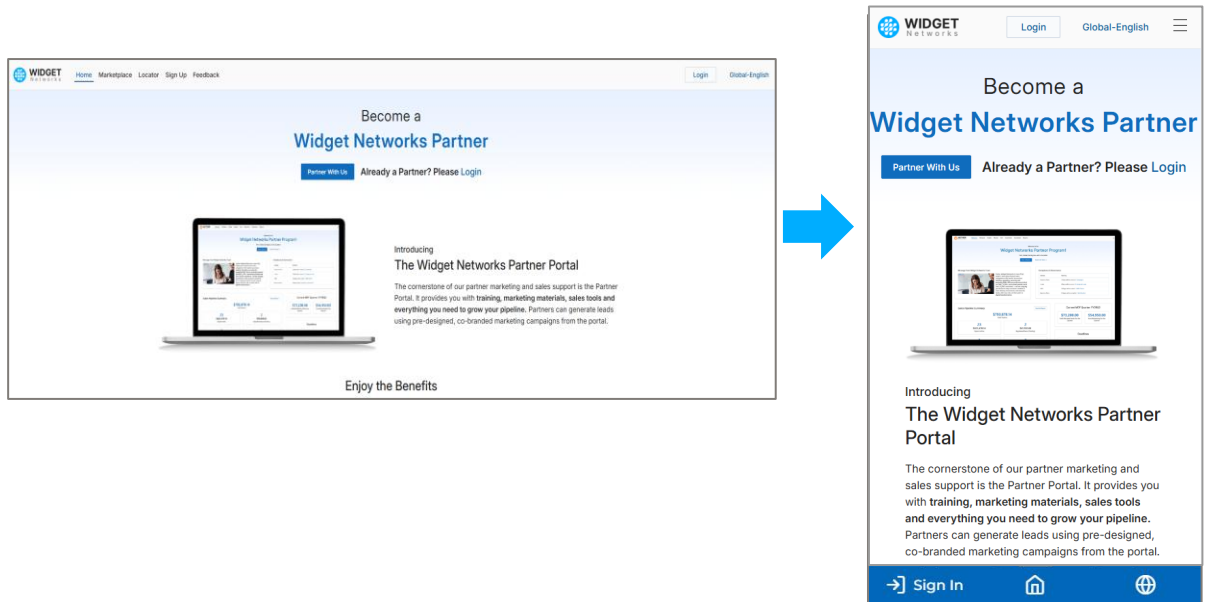 WIDGET
Networks
Home Marketplace Locator Sign Up Feedback
Login Global-English
Become a
Widget Networks Partner
Partner With Us Already a Partner? Please Login
Introducing
The Widget Networks Partner Portal
The cornerstone of our partner marketing and sales support is the Partner
Portal. It provides you with training, marketing materials, sales tools and
everything you need to grow your pipeline. Partners can generate leads
using pre-designed, co-branded marketing campaigns from the portal.
Enjoy the Benefits
WIDGET
Networks
Login Global-English
Become a
Widget Networks Partner
Partner With Us Already a Partner? Please Login
Widget Networks Partner Program
Introducing
The Widget Networks Partner
Portal
The cornerstone of our partner marketing and
sales support is the Partner Portal. It provides you
with training, marketing materials, sales tools
and everything you need to grow your pipeline.
Partners can generate leads using pre-designed,
co-branded marketing campaigns from the portal.
Sign In